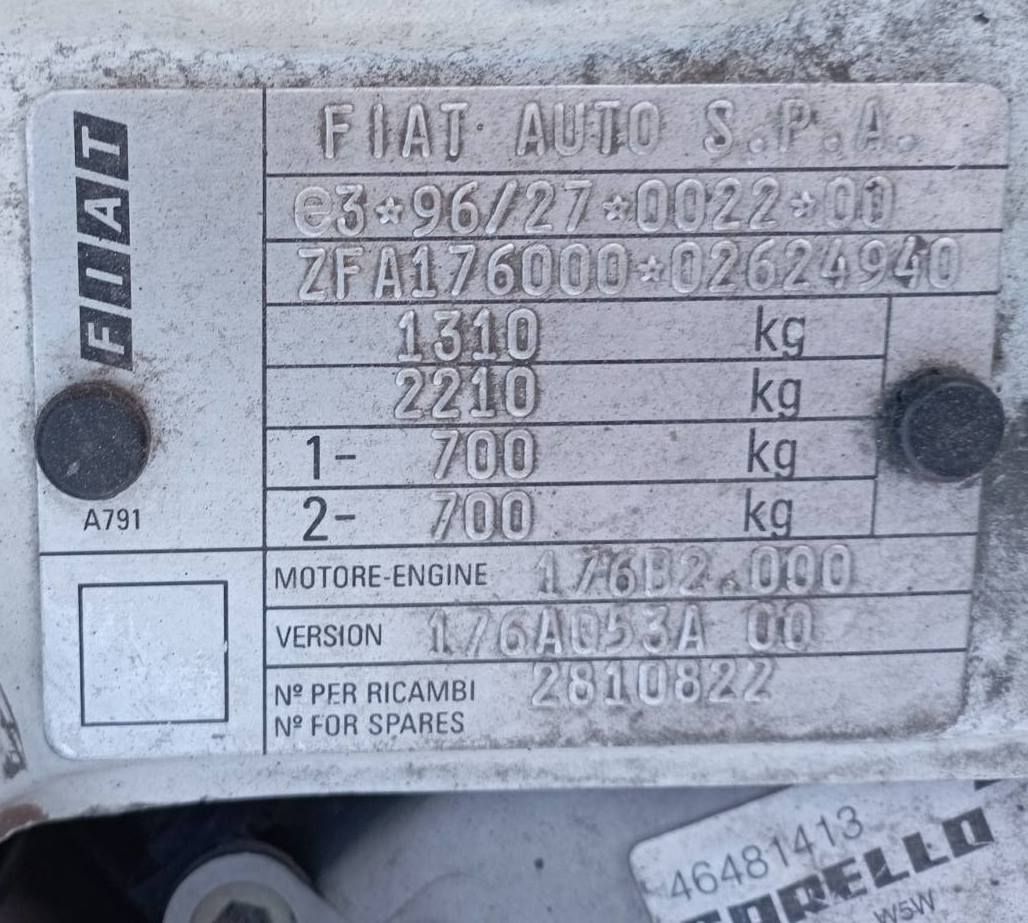 FIAT
FIAT AUTO S.P.A.
e3*96/27*0022*00
ZFA176000*02624940
1310 kg
2210 kg
1- 700 kg
2- 700 kg
A791
MOTORE-ENGINE 176B2.000
VERSION 176A053A 00
Nº PER RICAMBI 2810822
Nº FOR SPARES
46481413
W5W